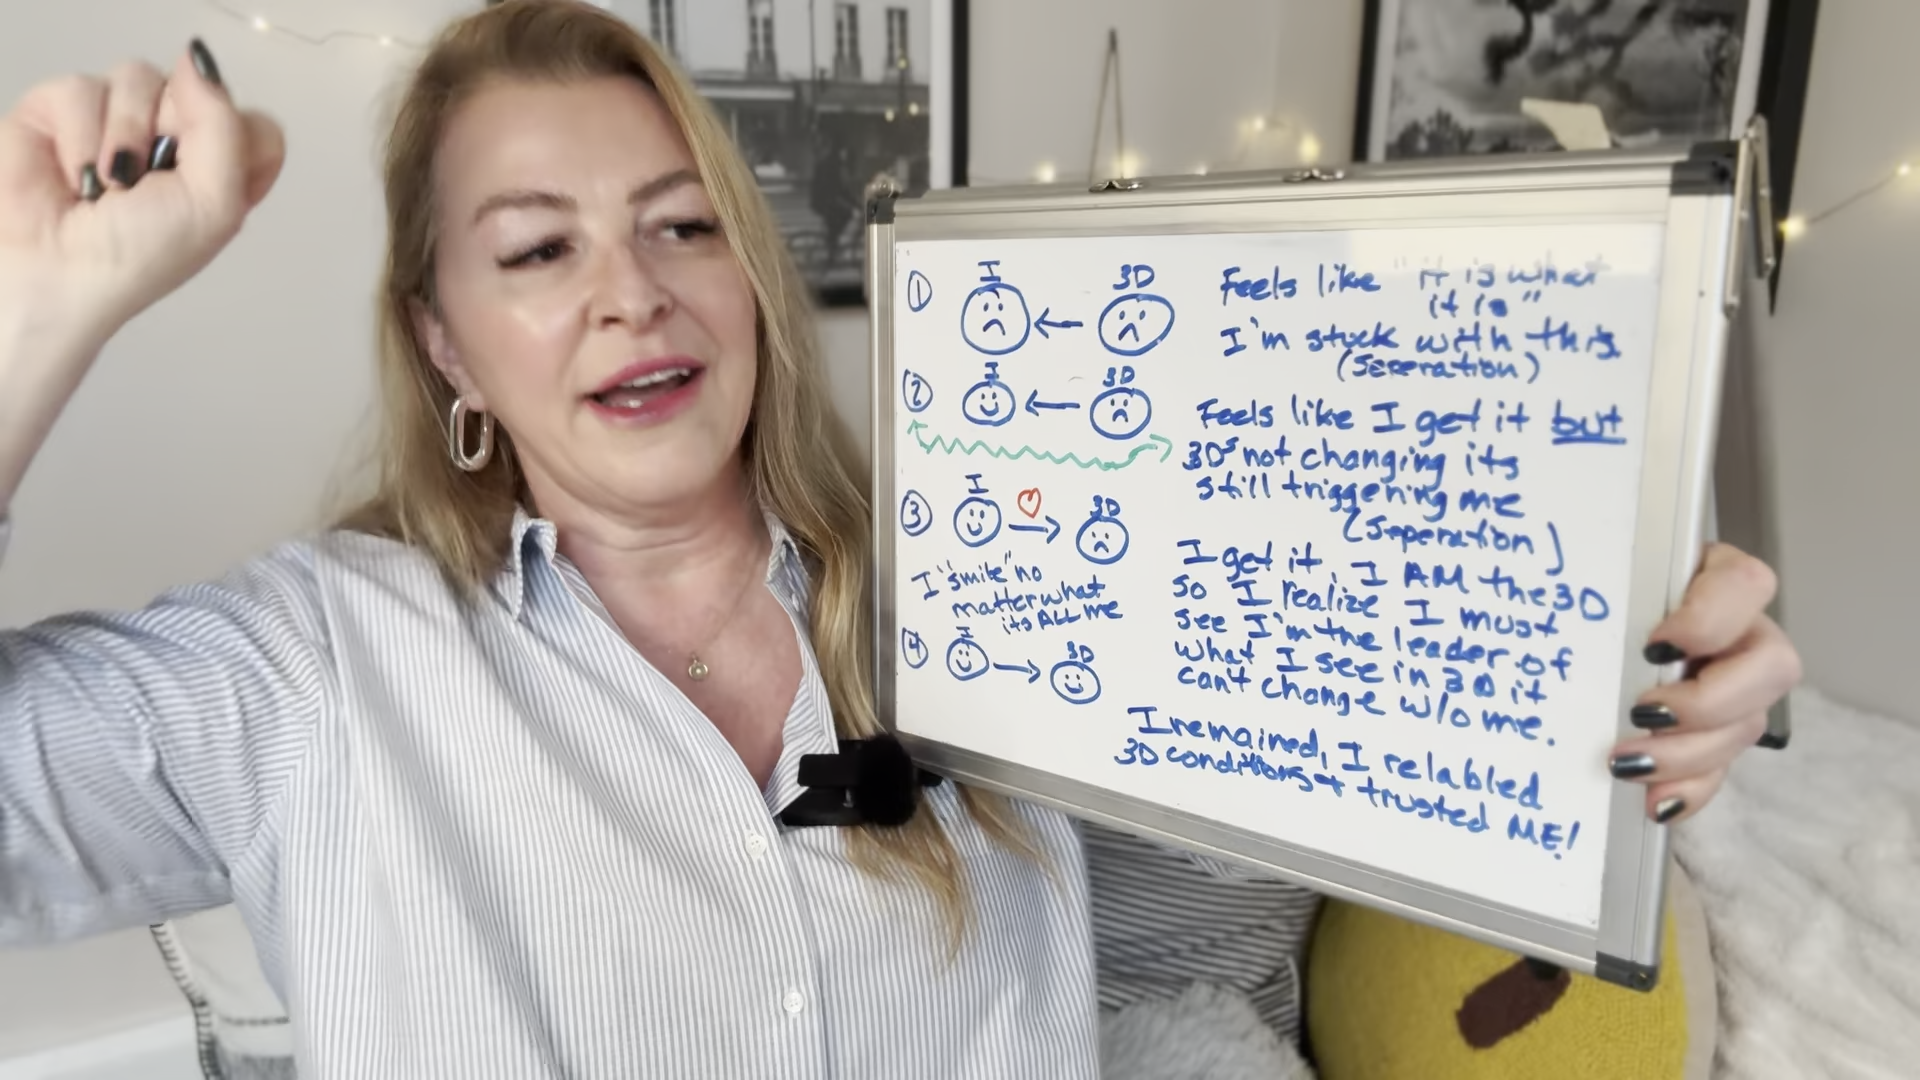 ① I 3D Feels like "it is what
it is"
I'm stuck with this.
(Seperation)
② I 3D Feels like I get it but
3D's not changing its
still triggering me
(Seperation)
③ I 3D
I "smile" no
matter what
its ALL me
I get it, I AM the 3D
so I realize I must
see I'm the leader of
what I see in 3D it
can't change w/o me.
④ I 3D
I remained, I relabled
3D conditions + trusted ME!